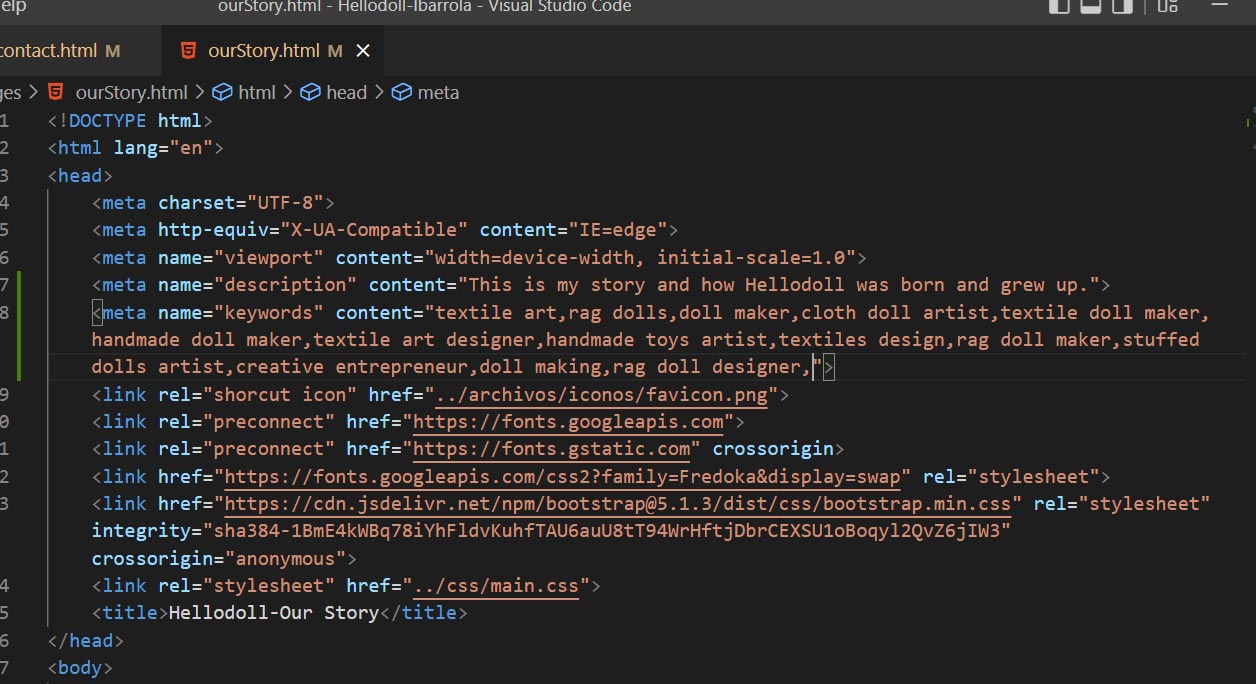 elp ourStory.html - Hellodoll-Ibarrola - Visual Studio Code
contact.html M ourStory.html M
ges > ourStory.html > html > head > meta
1 <!DOCTYPE html>
2 <html lang="en">
3 <head>
4 <meta charset="UTF-8">
5 <meta http-equiv="X-UA-Compatible" content="IE=edge">
6 <meta name="viewport" content="width=device-width, initial-scale=1.0">
7 <meta name="description" content="This is my story and how Hellodoll was born and grew up.">
8 <meta name="keywords" content="textile art,rag dolls,doll maker,cloth doll artist,textile doll maker,
handmade doll maker,textile art designer,handmade toys artist,textiles design,rag doll maker,stuffed
dolls artist,creative entrepreneur,doll making,rag doll designer,">
9 <link rel="shorcut icon" href="../archivos/iconos/favicon.png">
0 <link rel="preconnect" href="https://fonts.googleapis.com">
1 <link rel="preconnect" href="https://fonts.gstatic.com" crossorigin>
2 <link href="https://fonts.googleapis.com/css2?family=Fredoka&display=swap" rel="stylesheet">
3 <link href="https://cdn.jsdelivr.net/npm/bootstrap@5.1.3/dist/css/bootstrap.min.css" rel="stylesheet"
integrity="sha384-1BmE4kWBq78iYhFldvKuhfTAU6auU8tT94WrHftjDbrCEXSU1oBoqyl2QvZ6jIW3"
crossorigin="anonymous">
4 <link rel="stylesheet" href="../css/main.css">
5 <title>Hellodoll-Our Story</title>
6 </head>
7 <body>